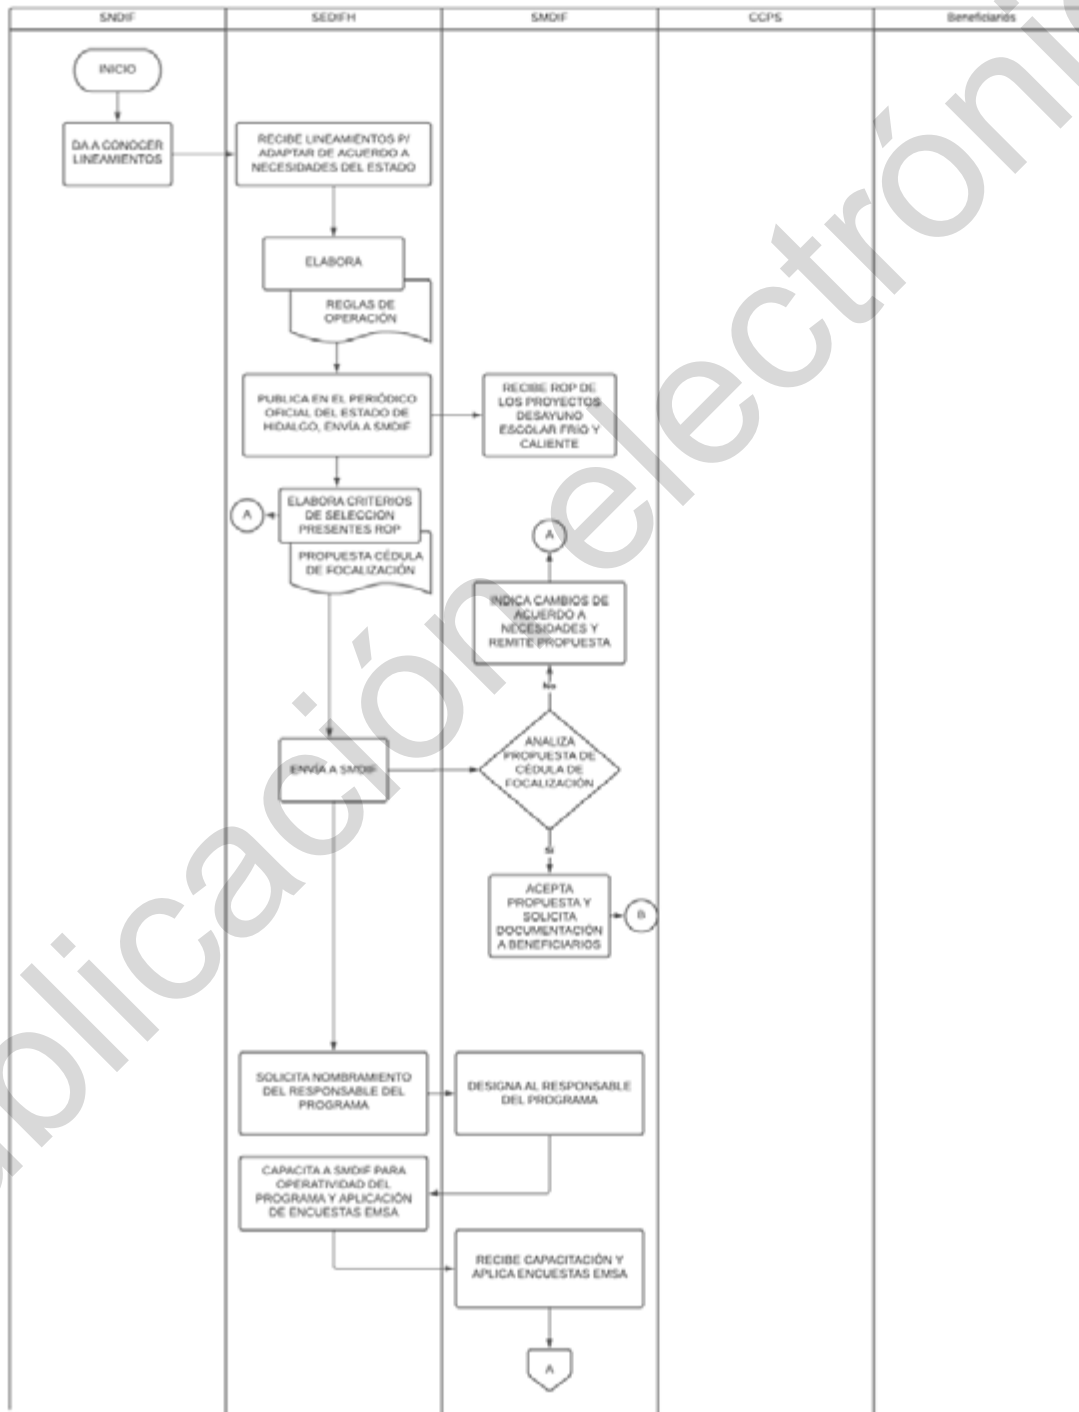 SNDIF
SEDIFH
SMDIF
CCPS
Beneficiarios
INICIO
DA A CONOCER
LINEAMIENTOS
RECIBE LINEAMIENTOS P/
ADAPTAR DE ACUERDO A
NECESIDADES DEL ESTADO
ELABORA
REGLAS DE
OPERACIÓN
PUBLICA EN EL PERIÓDICO
OFICIAL DEL ESTADO DE
HIDALGO, ENVÍA A SMDIF
RECIBE ROP DE
LOS PROYECTOS
DESAYUNO
ESCOLAR FRIO Y
CALIENTE
A
ELABORA CRITERIOS
DE SELECCIÓN
PRESENTES ROP
PROPUESTA CÉDULA
DE FOCALIZACIÓN
A
INDICA CAMBIOS DE
ACUERDO A
NECESIDADES Y
REMITE PROPUESTA
No
ENVÍA A SMDIF
ANALIZA
PROPUESTA DE
CÉDULA DE
FOCALIZACIÓN
Sí
ACEPTA
PROPUESTA Y
SOLICITA
DOCUMENTACIÓN
A BENEFICIARIOS
B
SOLICITA NOMBRAMIENTO
DEL RESPONSABLE DEL
PROGRAMA
DESIGNA AL RESPONSABLE
DEL PROGRAMA
CAPACITA A SMDIF PARA
OPERATIVIDAD DEL
PROGRAMA Y APLICACIÓN
DE ENCUESTAS EMSA
RECIBE CAPACITACIÓN Y
APLICA ENCUESTAS EMSA
A
ublicación electrónic